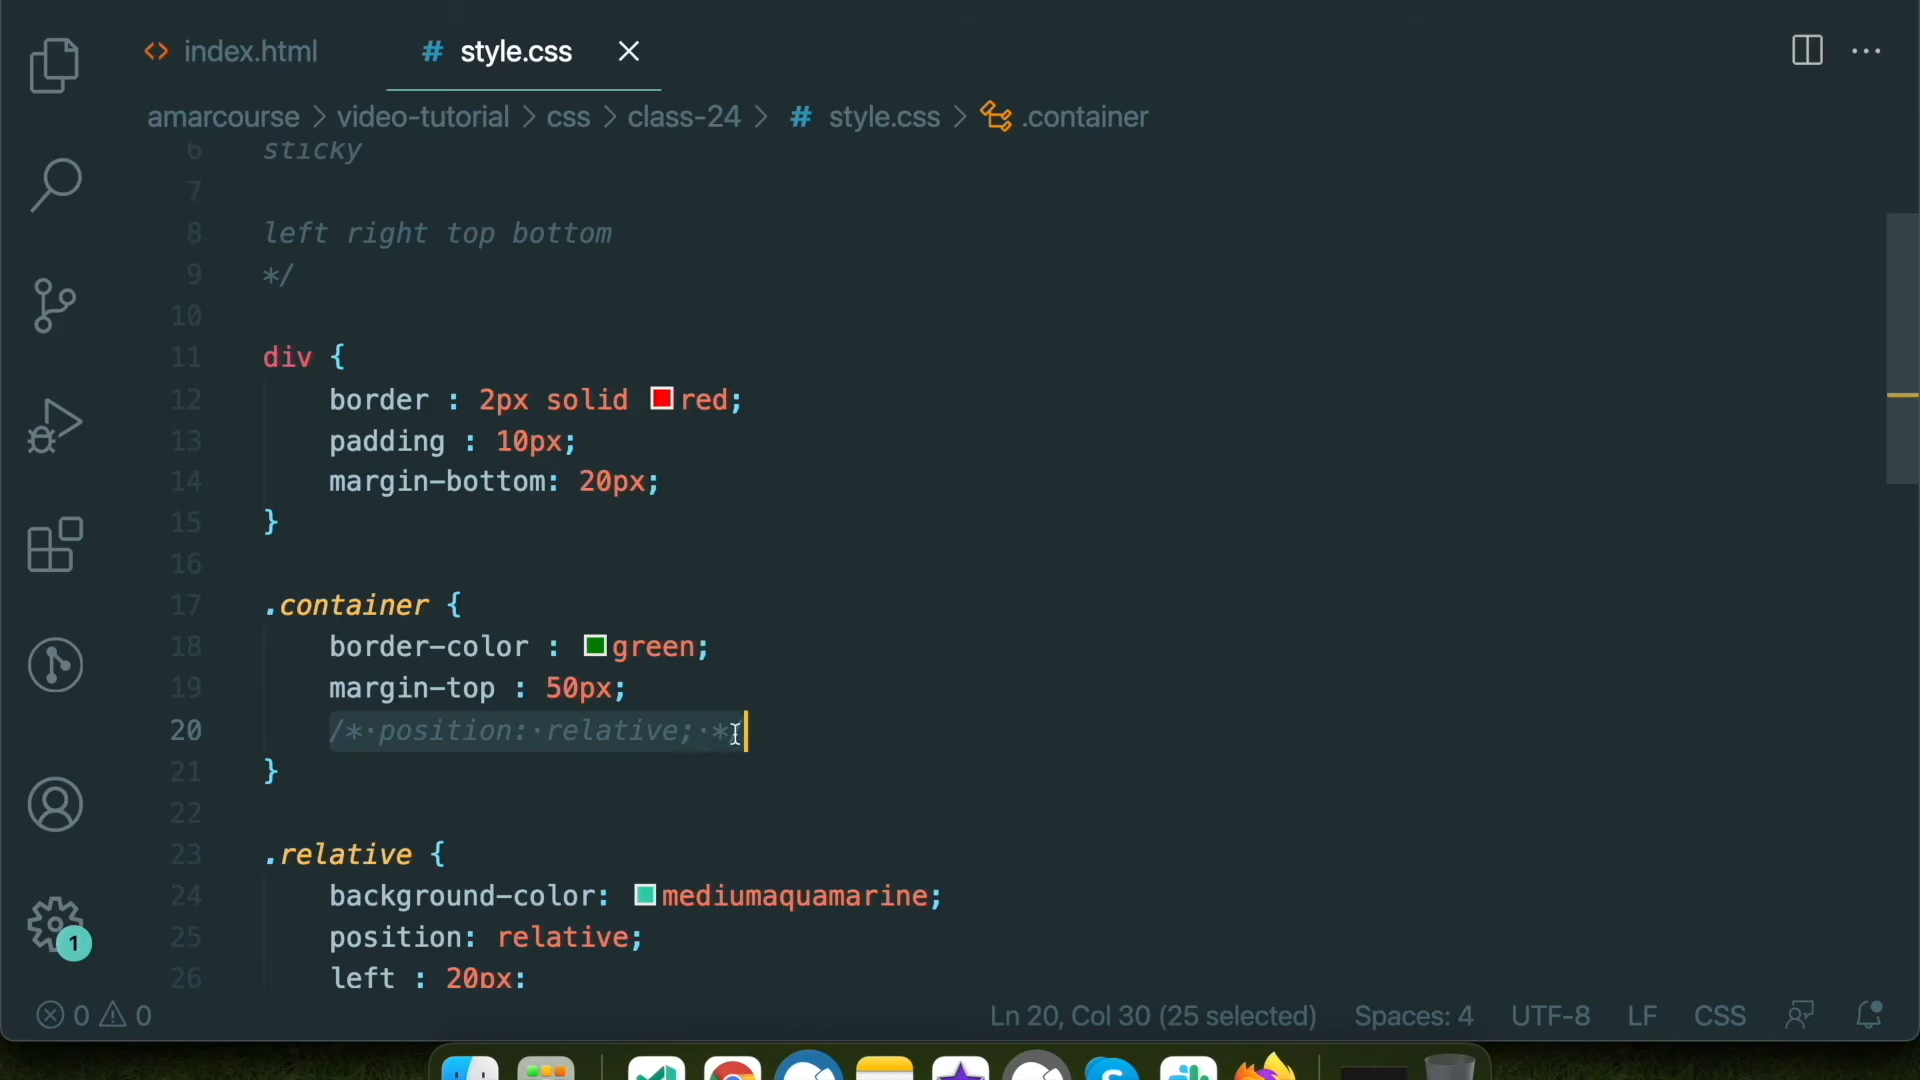 index.html
# style.css
amarcourse > video-tutorial > css > class-24 > # style.css > .container
6 sticky
7
8 left right top bottom
9 */
10
11 div {
12 border : 2px solid red;
13 padding : 10px;
14 margin-bottom: 20px;
15 }
16
17 .container {
18 border-color : green;
19 margin-top : 50px;
20 /* position: relative; */
21 }
22
23 .relative {
24 background-color: mediumaquamarine;
25 position: relative;
26 left : 20px;
1
0 0 Ln 20, Col 30 (25 selected) Spaces: 4 UTF-8 LF CSS